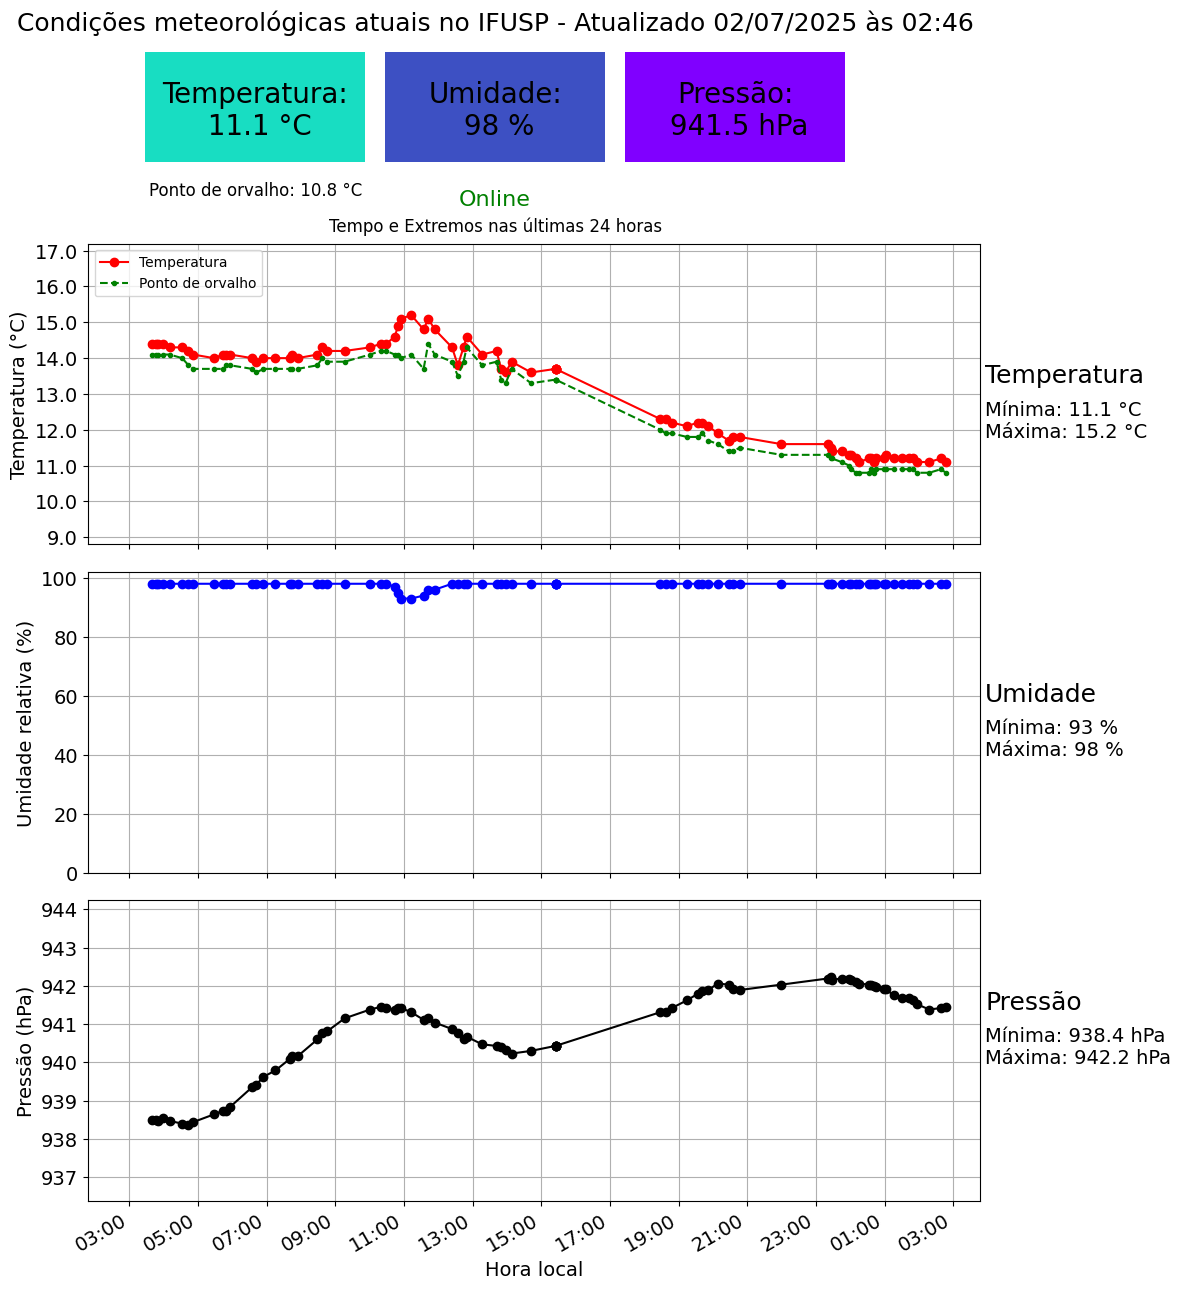 Condições meteorológicas atuais no IFUSP - Atualizado 02/07/2025 às 02:46
Temperatura:
11.1 °C
Umidade:
98 %
Pressão:
941.5 hPa
Ponto de orvalho: 10.8 °C
Online
Tempo e Extremos nas últimas 24 horas
Temperatura (°C)
17.0
16.0
15.0
14.0
13.0
12.0
11.0
10.0
9.0
Temperatura
Ponto de orvalho
Temperatura
Mínima: 11.1 °C
Máxima: 15.2 °C
Umidade relativa (%)
100
80
60
40
20
0
Umidade
Mínima: 93 %
Máxima: 98 %
Pressão (hPa)
944
943
942
941
940
939
938
937
Pressão
Mínima: 938.4 hPa
Máxima: 942.2 hPa
03:00 05:00 07:00 09:00 11:00 13:00 15:00 17:00 19:00 21:00 23:00 01:00 03:00
Hora local